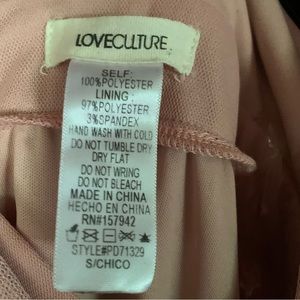 LOVECULTURE
SELF:
100%POLYESTER
LINING :
97%POLYESTER
3%SPANDEX
HAND WASH WITH COLD
DO NOT TUMBLE DRY
DRY FLAT
DO NOT WRING
DO NOT BLEACH
MADE IN CHINA
HECHO EN CHINA
RN#157942
STYLE#PD71329
S/CHICO